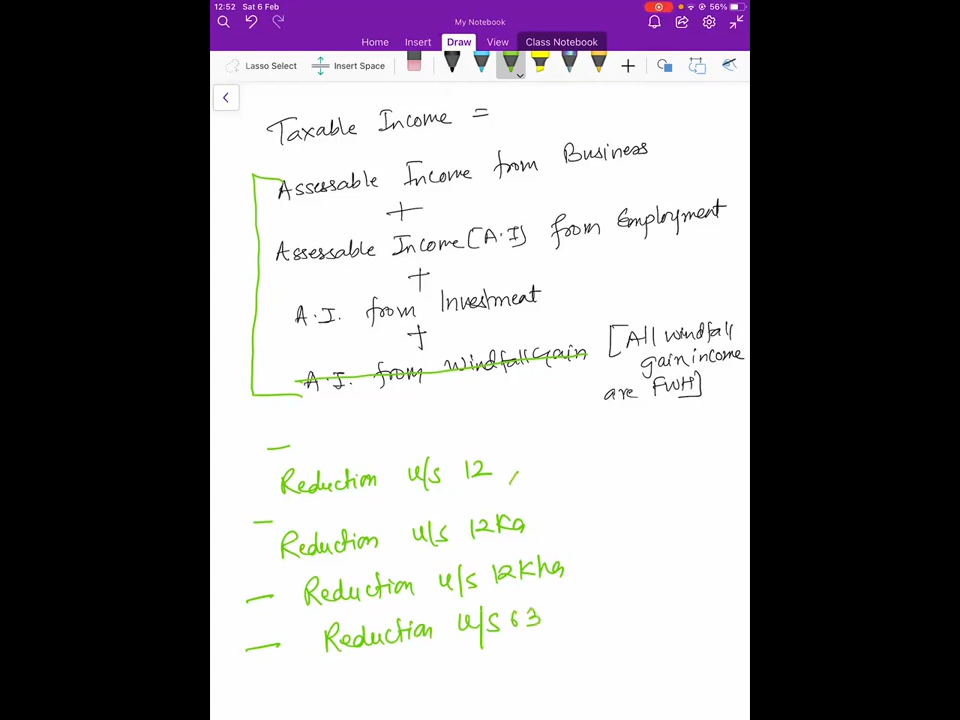 12:52 Sat 6 Feb
56%
My Notebook
Home Insert Draw View Class Notebook
Lasso Select Insert Space
Taxable Income =
Assessable Income from Business
+
Assessable Income [A.I] from Employment
+
A.I. from Investment
+
A.I. from Windfall Gain [All windfall
gain income
are FWH]
– Reduction u/s 12,
– Reduction u/s 12Ka
– Reduction u/s 12Kha
– Reduction u/s 63